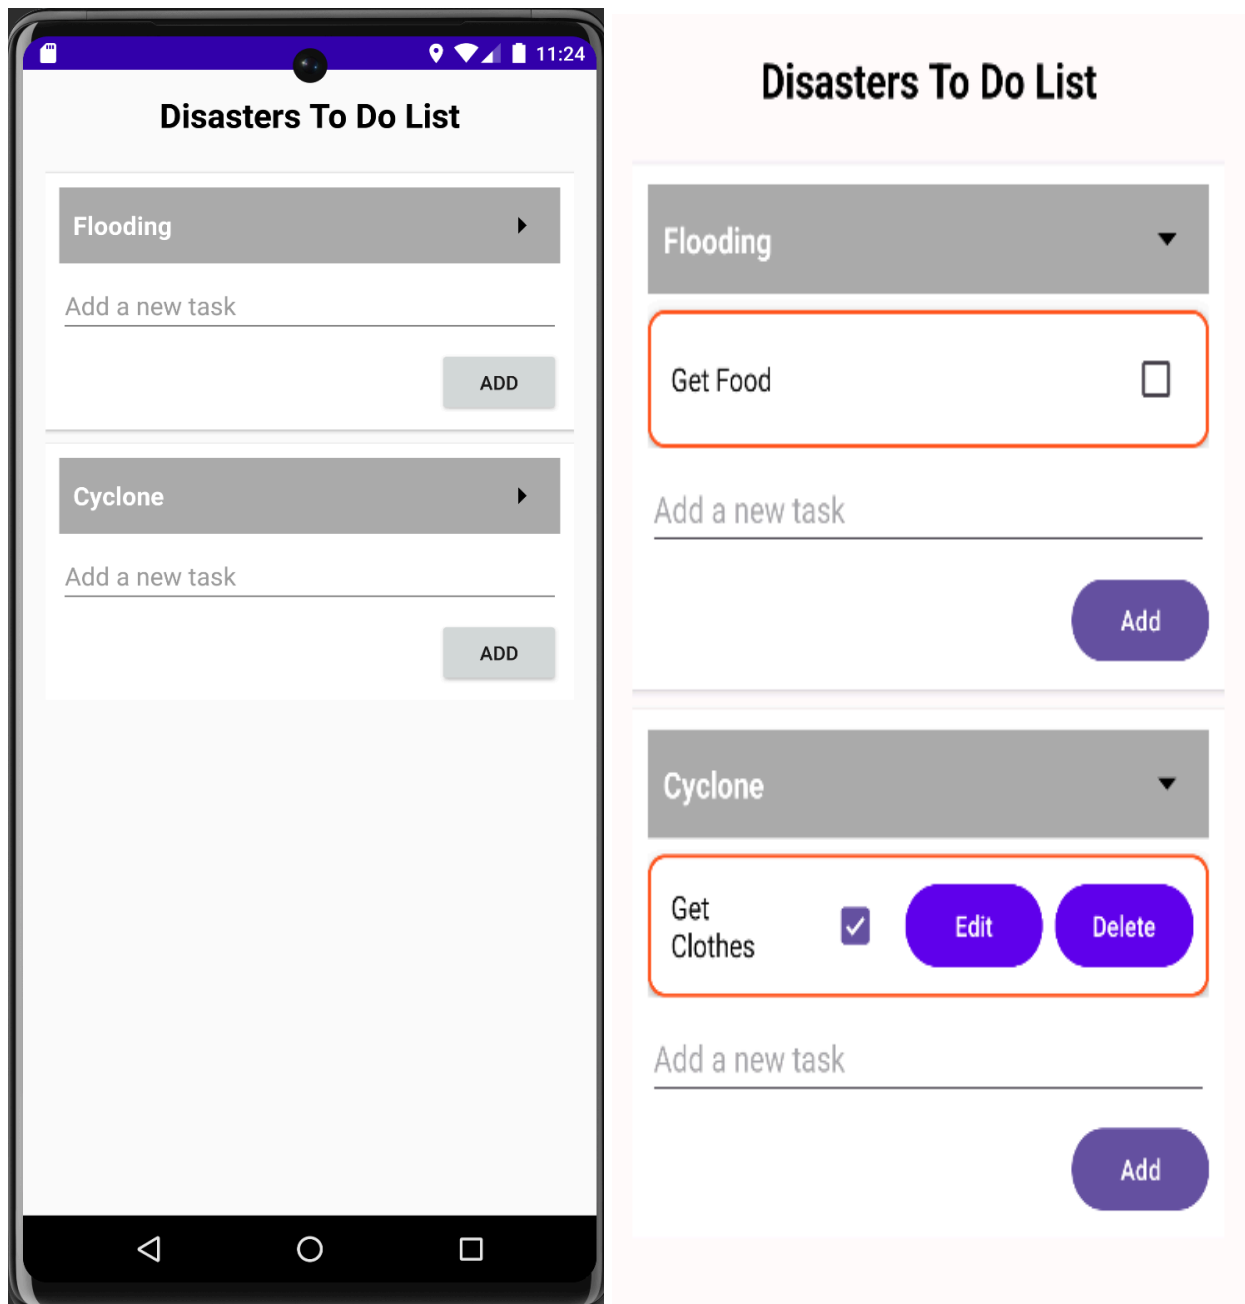 11:24
Disasters To Do List
Flooding
Add a new task
ADD
Cyclone
Add a new task
ADD
Disasters To Do List
Flooding
Get Food
Add a new task
Add
Cyclone
Get
Clothes
Edit
Delete
Add a new task
Add